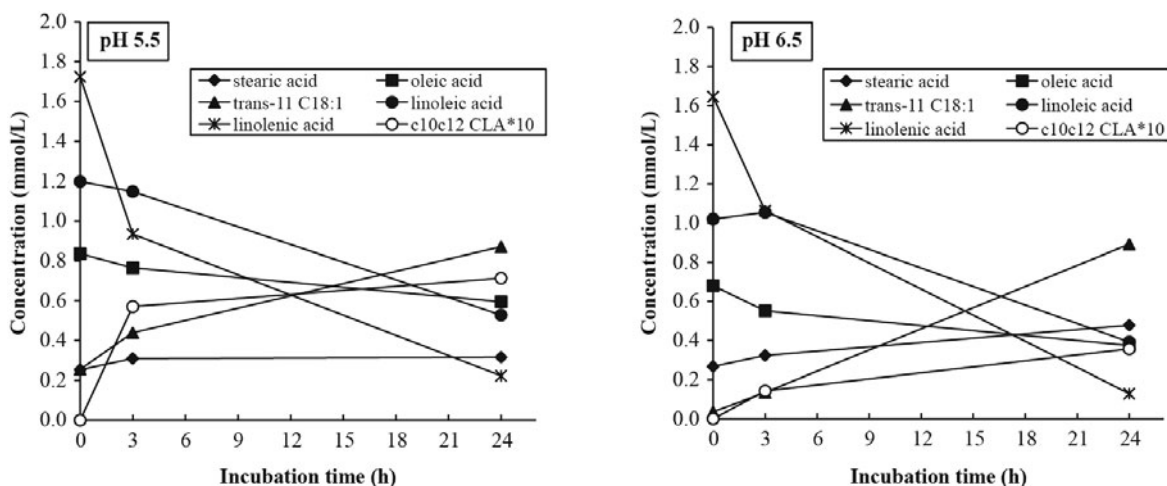 pH 5.5
stearic acid
oleic acid
trans-11 C18:1
linoleic acid
linolenic acid
c10c12 CLA*10
Concentration (mmol/L)
2.0
1.8
1.6
1.4
1.2
1.0
0.8
0.6
0.4
0.2
0.0
0 3 6 9 12 15 18 21 24
Incubation time (h)
pH 6.5
stearic acid
oleic acid
trans-11 C18:1
linoleic acid
linolenic acid
c10c12 CLA*10
Concentration (mmol/L)
2.0
1.8
1.6
1.4
1.2
1.0
0.8
0.6
0.4
0.2
0.0
0 3 6 9 12 15 18 21 24
Incubation time (h)